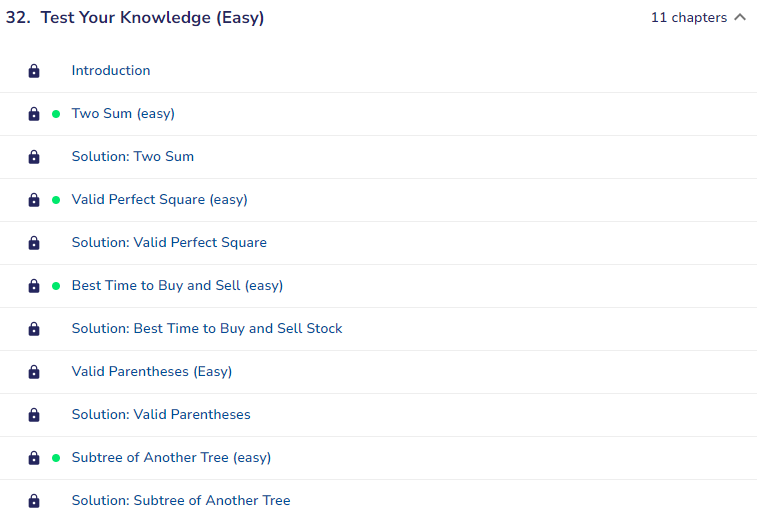 32. Test Your Knowledge (Easy)
11 chapters
Introduction
Two Sum (easy)
Solution: Two Sum
Valid Perfect Square (easy)
Solution: Valid Perfect Square
Best Time to Buy and Sell (easy)
Solution: Best Time to Buy and Sell Stock
Valid Parentheses (Easy)
Solution: Valid Parentheses
Subtree of Another Tree (easy)
Solution: Subtree of Another Tree